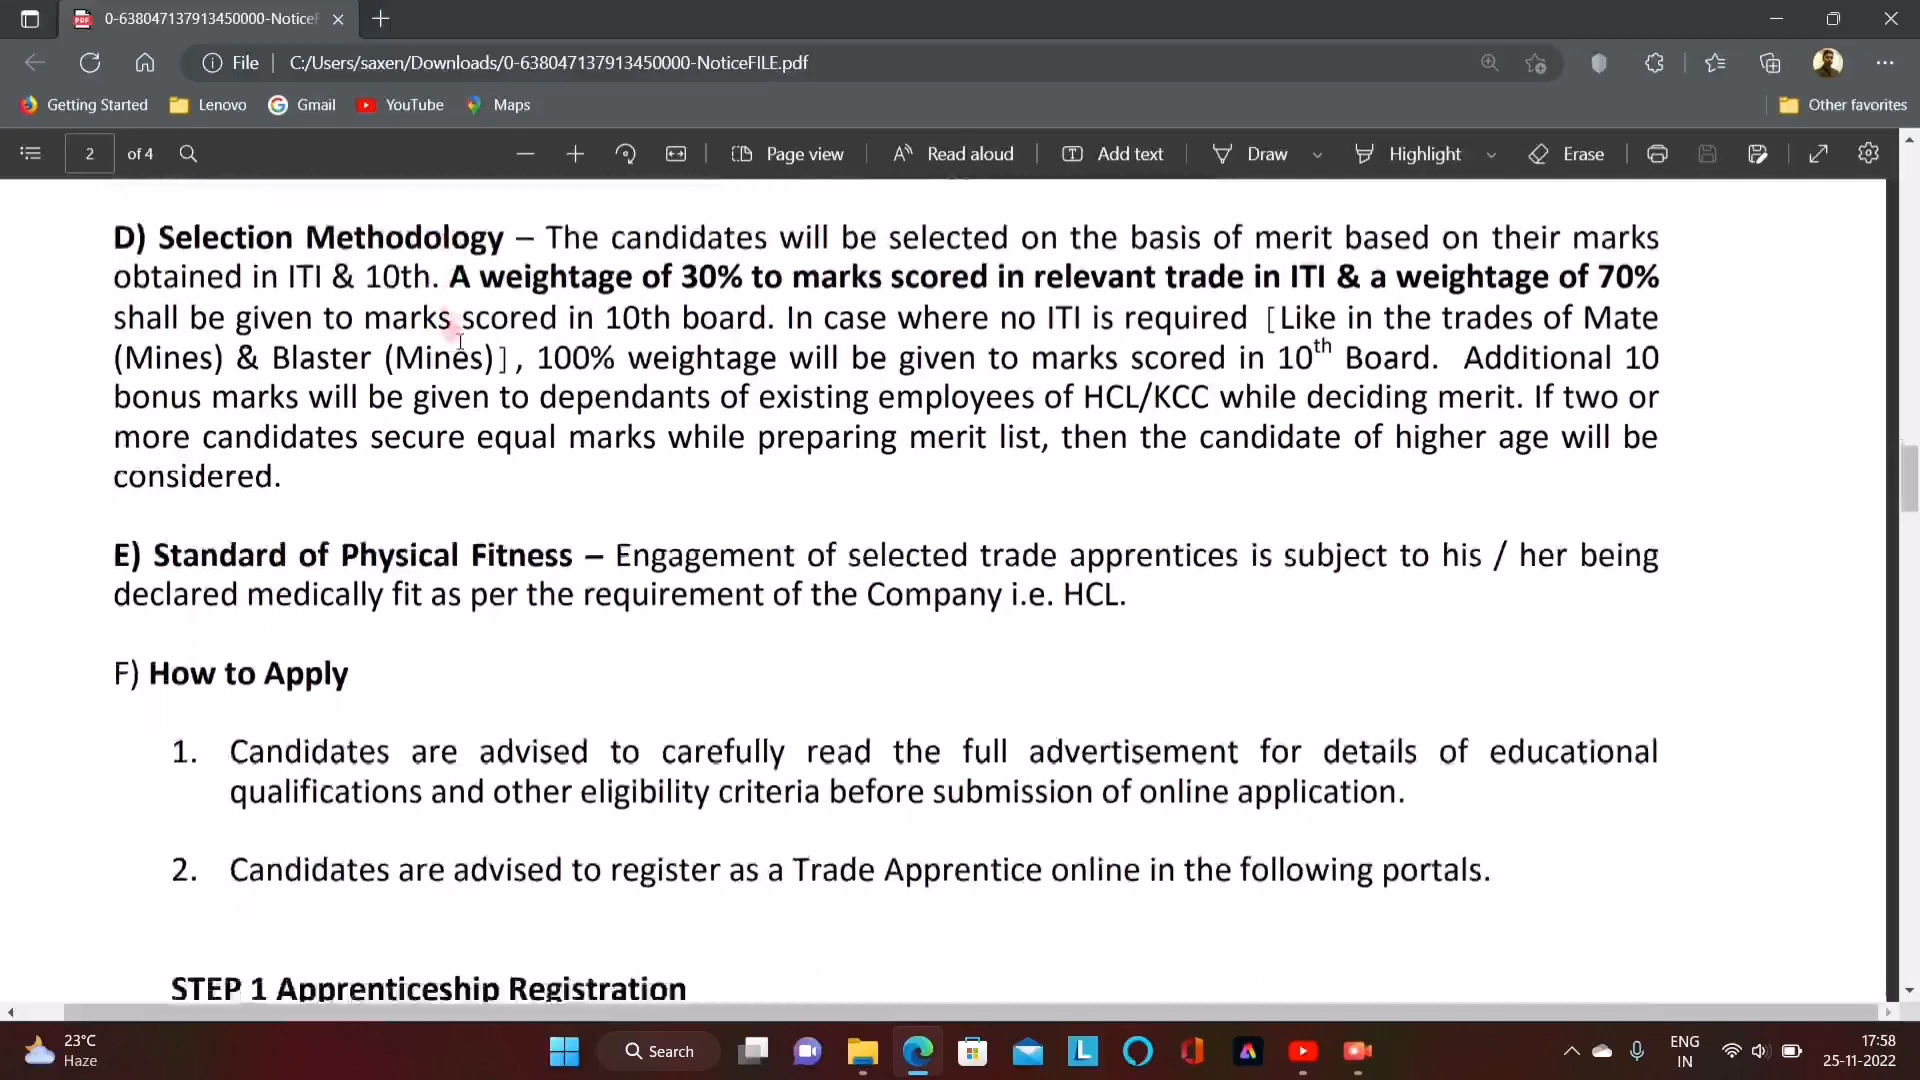 0-638047137913450000-NoticeF
File
C:/Users/saxen/Downloads/0-638047137913450000-NoticeFILE.pdf
Getting Started
Lenovo
Gmail
YouTube
Maps
Other favorites
2
of 4
Page view
Read aloud
Add text
Draw
Highlight
Erase
D) Selection Methodology – The candidates will be selected on the basis of merit based on their marks
obtained in ITI & 10th. A weightage of 30% to marks scored in relevant trade in ITI & a weightage of 70%
shall be given to marks scored in 10th board. In case where no ITI is required [Like in the trades of Mate
(Mines) & Blaster (Mines)], 100% weightage will be given to marks scored in 10th Board. Additional 10
bonus marks will be given to dependants of existing employees of HCL/KCC while deciding merit. If two or
more candidates secure equal marks while preparing merit list, then the candidate of higher age will be
considered.
E) Standard of Physical Fitness – Engagement of selected trade apprentices is subject to his / her being
declared medically fit as per the requirement of the Company i.e. HCL.
F) How to Apply
1. Candidates are advised to carefully read the full advertisement for details of educational
qualifications and other eligibility criteria before submission of online application.
2. Candidates are advised to register as a Trade Apprentice online in the following portals.
STEP 1 Apprenticeship Registration
23°C
Haze
Search
ENG
IN
17:58
25-11-2022